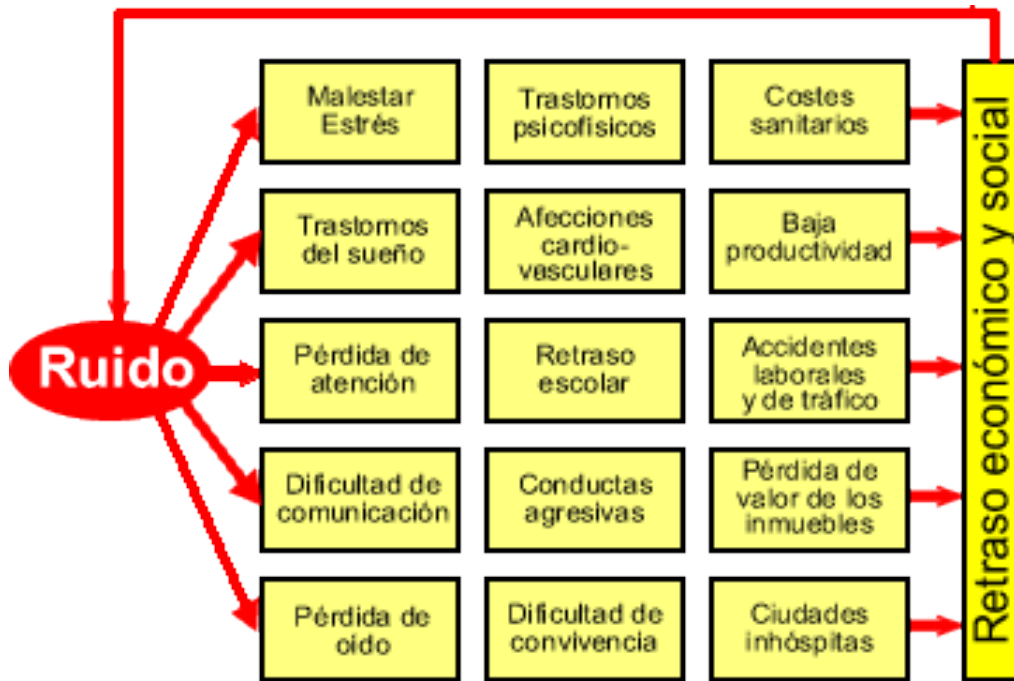 Malestar
Estrés
Trastornos
psicofísicos
Costes
sanitarios
Trastornos
del sueño
Afecciones
cardio-
vasculares
Baja
productividad
Ruido
Pérdida de
atención
Retraso
escolar
Accidentes
laborales
y de tráfico
Dificultad de
comunicación
Conductas
agresivas
Pérdida de
valor de los
inmuebles
Pérdida de
oido
Dificultad de
convivencia
Ciudades
inhóspitas
Retraso económico y social